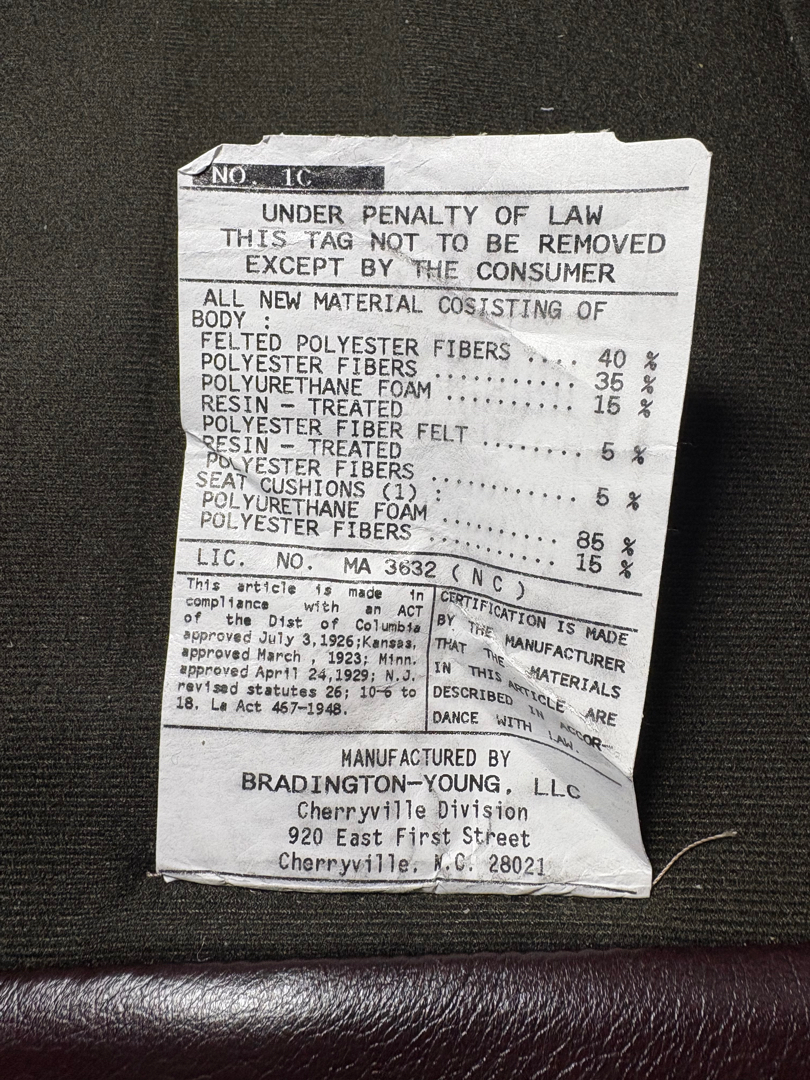 NO. 1C
UNDER PENALTY OF LAW
THIS TAG NOT TO BE REMOVED
EXCEPT BY THE CONSUMER
ALL NEW MATERIAL COSISTING OF
BODY :
FELTED POLYESTER FIBERS .... 40 %
POLYESTER FIBERS .......... 35 %
POLYURETHANE FOAM .......... 15 %
RESIN - TREATED
POLYESTER FIBER FELT ........ 5 %
RESIN - TREATED
POLYESTER FIBERS ........... 5 %
SEAT CUSHIONS (1) :
POLYURETHANE FOAM .......... 85 %
POLYESTER FIBERS ........... 15 %
LIC. NO. MA 3632 (NC)
This article is made in
compliance with an ACT
of the Dist of Columbia
approved July 3,1926;Kansas,
approved March , 1923; Minn.
approved April 24,1929; N.J.
revised statutes 26; 10-6 to
18. La Act 467-1948.
CERTIFICATION IS MADE
BY THE MANUFACTURER
THAT THE MATERIALS
IN THIS ARTICLE ARE
DESCRIBED IN ACCOR-
DANCE WITH LAW.
MANUFACTURED BY
BRADINGTON-YOUNG, LLC
Cherryville Division
920 East First Street
Cherryville, N.C. 28021